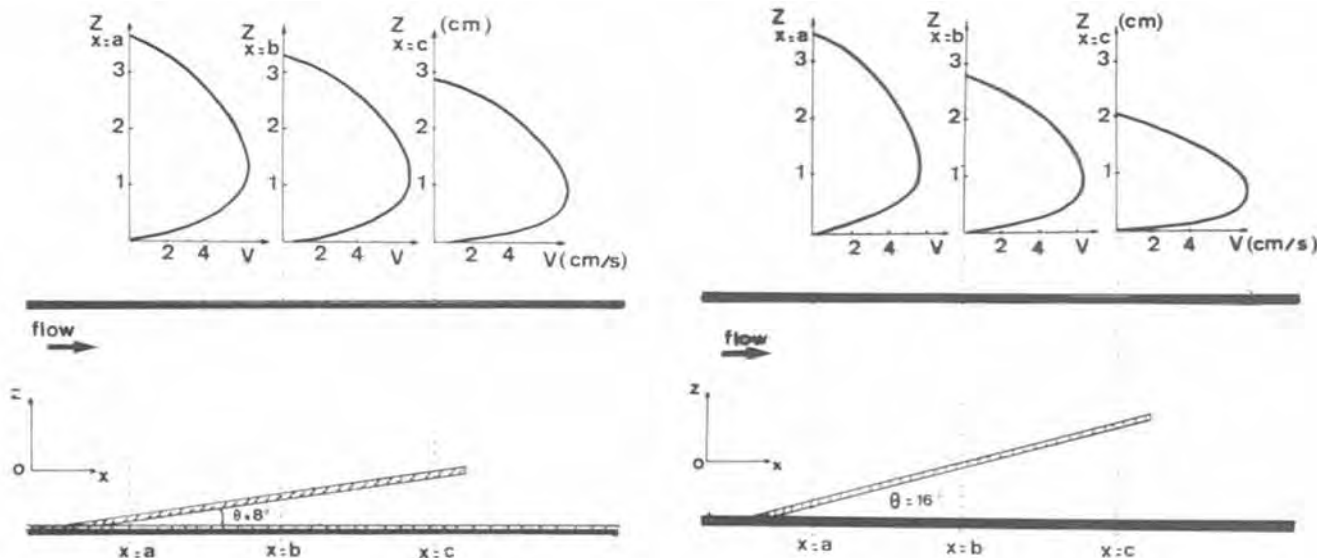 Z
x=a
Z
x=b
Z (cm)
x=c
3
2
1
3
2
1
3
2
1
2 4 V
2 4 V
2 4 V(cm/s)
flow
z
0
x
θ=8°
x=a x=b x=c
Z
x=a
Z
x=b
Z (cm)
x=c
3
2
1
3
2
1
3
2
1
2 4 V
2 4 V
2 4 V(cm/s)
flow
z
0
x
θ=16
x=a x=b x=c